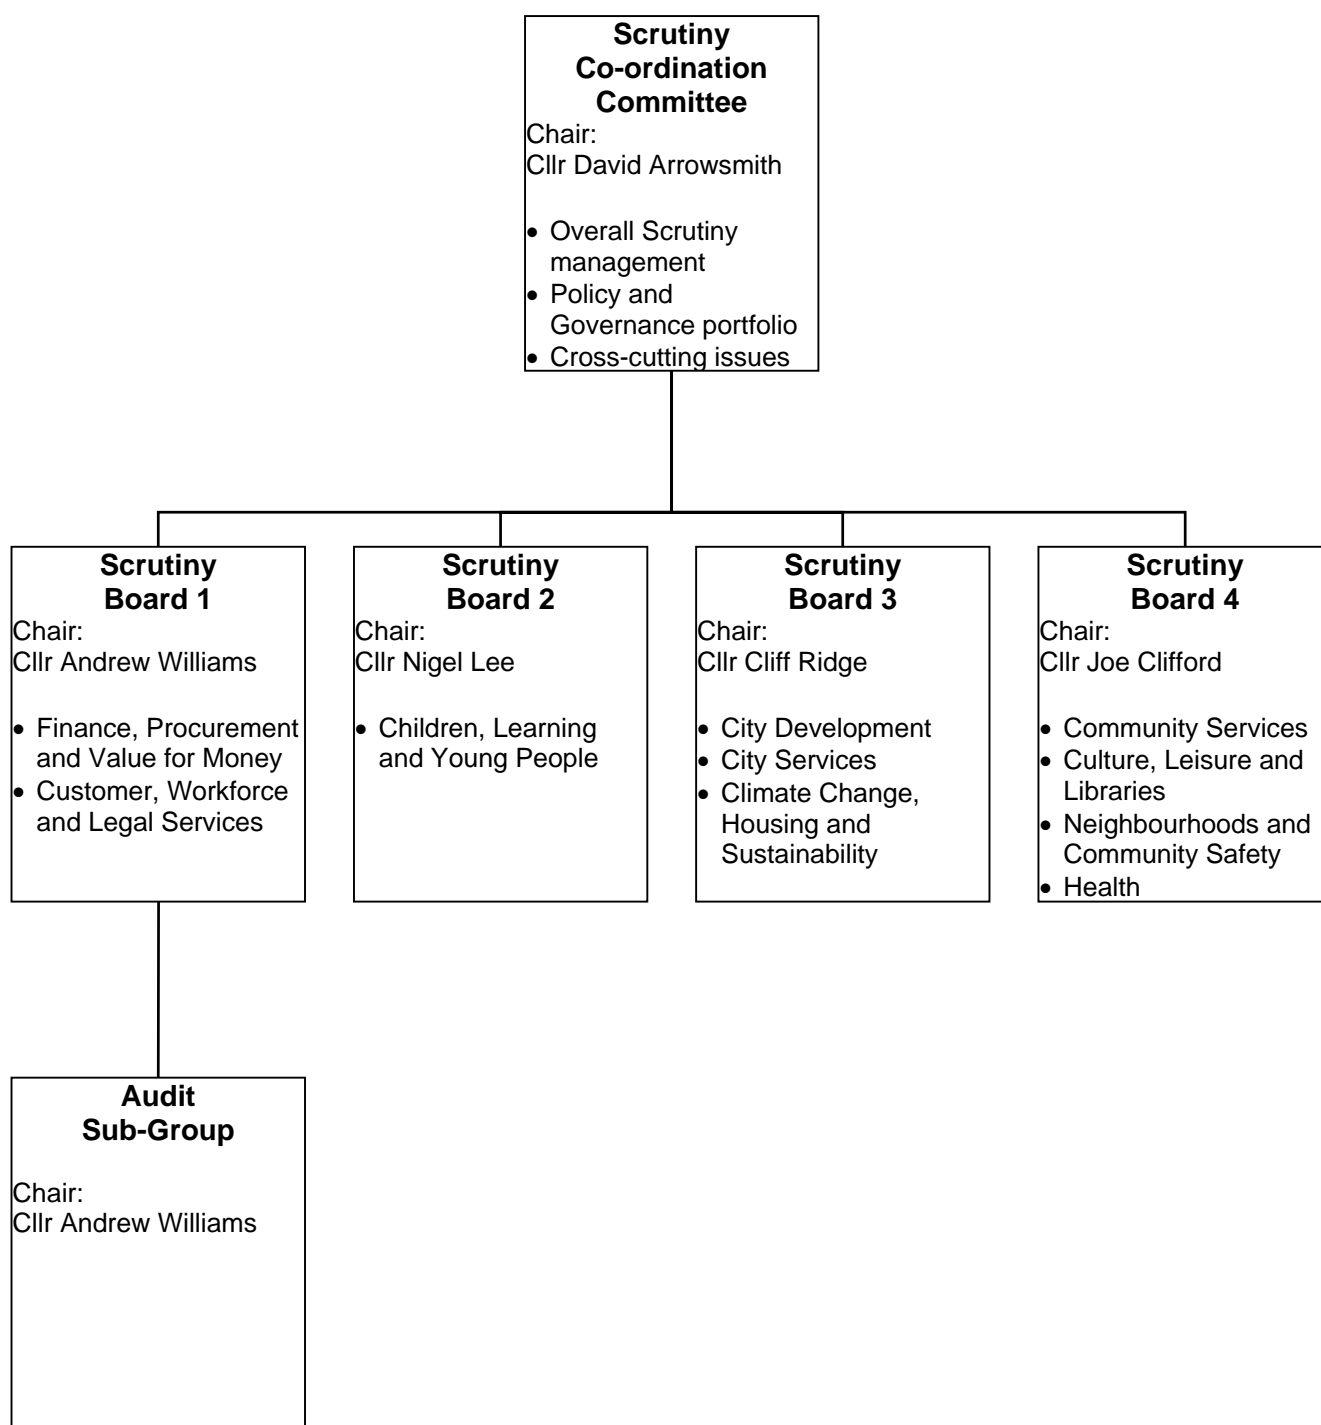 Scrutiny
Co-ordination
Committee
Chair:
Cllr David Arrowsmith
• Overall Scrutiny
management
• Policy and
Governance portfolio
• Cross-cutting issues
Scrutiny
Board 1
Chair:
Cllr Andrew Williams
• Finance, Procurement
and Value for Money
• Customer, Workforce
and Legal Services
Scrutiny
Board 2
Chair:
Cllr Nigel Lee
• Children, Learning
and Young People
Scrutiny
Board 3
Chair:
Cllr Cliff Ridge
• City Development
• City Services
• Climate Change,
Housing and
Sustainability
Scrutiny
Board 4
Chair:
Cllr Joe Clifford
• Community Services
• Culture, Leisure and
Libraries
• Neighbourhoods and
Community Safety
• Health
Audit
Sub-Group
Chair:
Cllr Andrew Williams